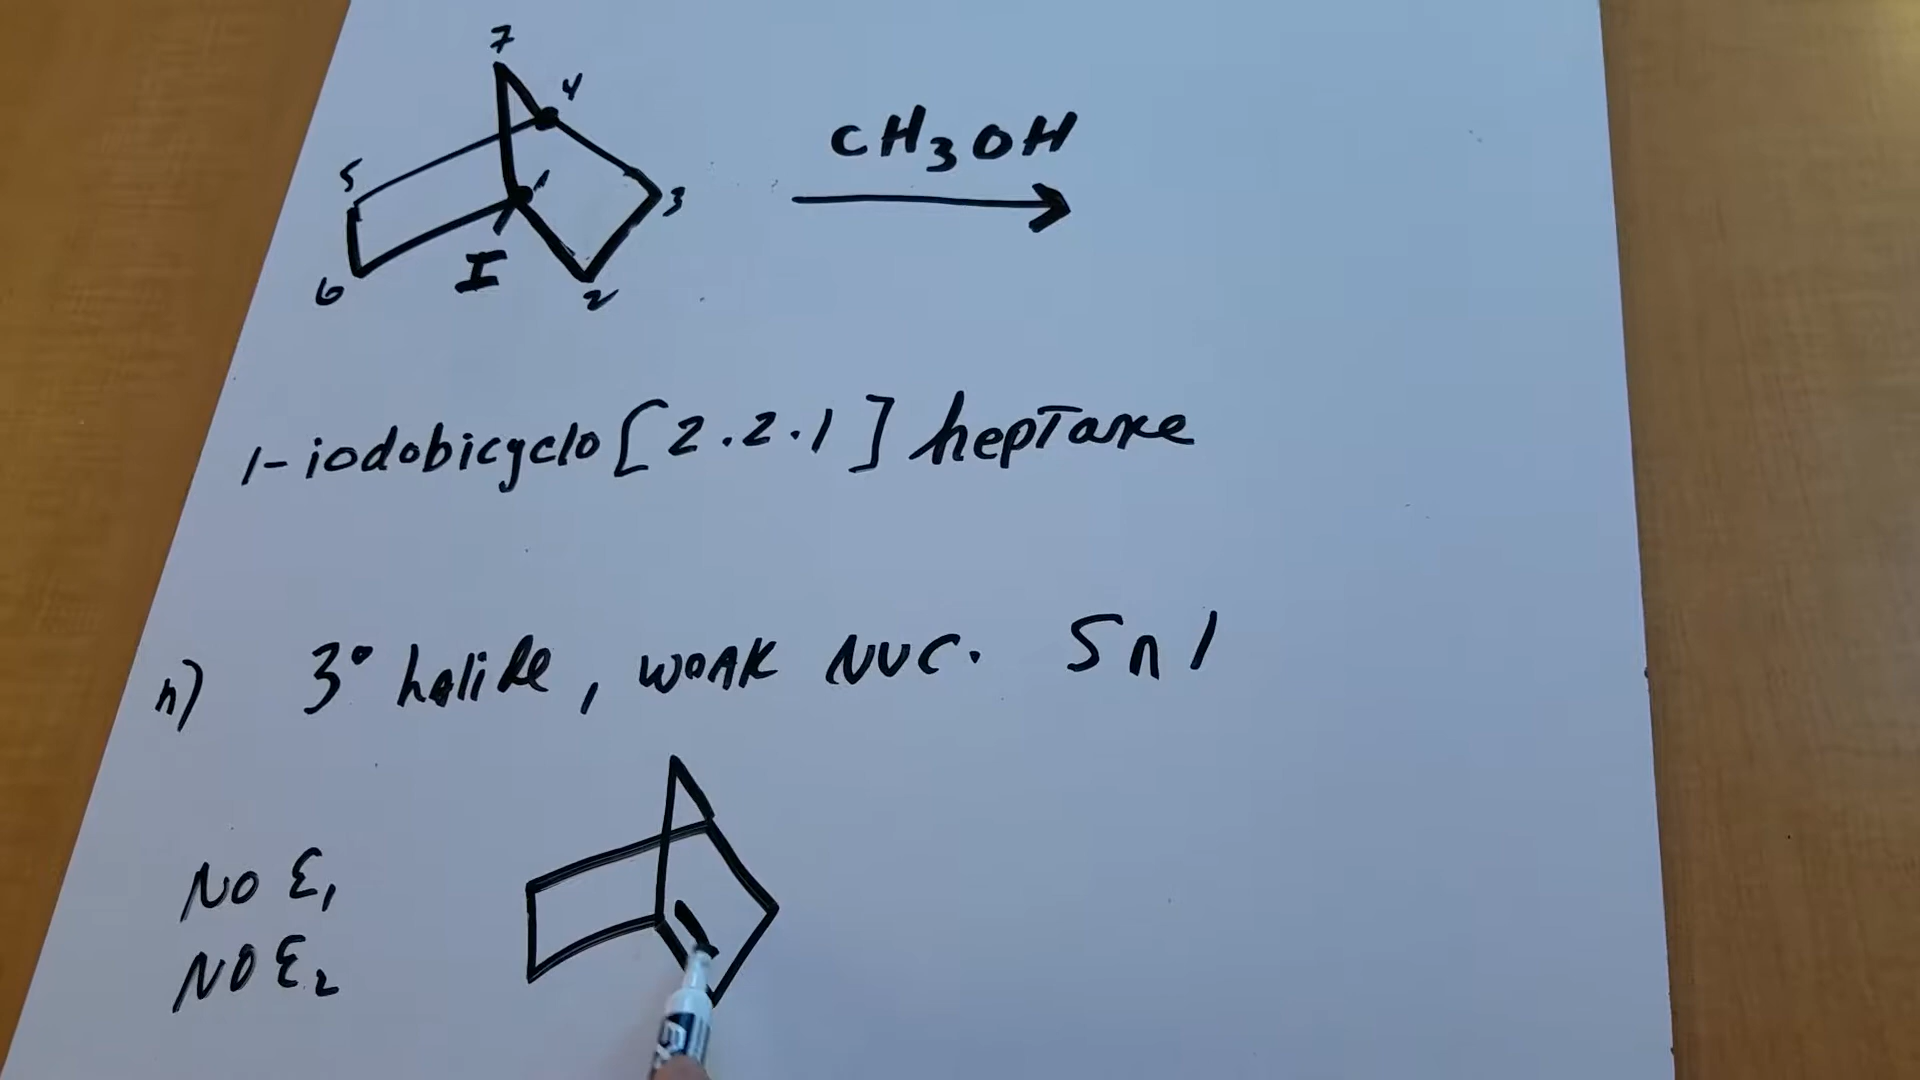 7
4
CH3OH
5
1
3
I
6
2
1-iodobicyclo[2.2.1]heptane
n) 3° halide, weak nuc. Sn1
NO E1
NO E2